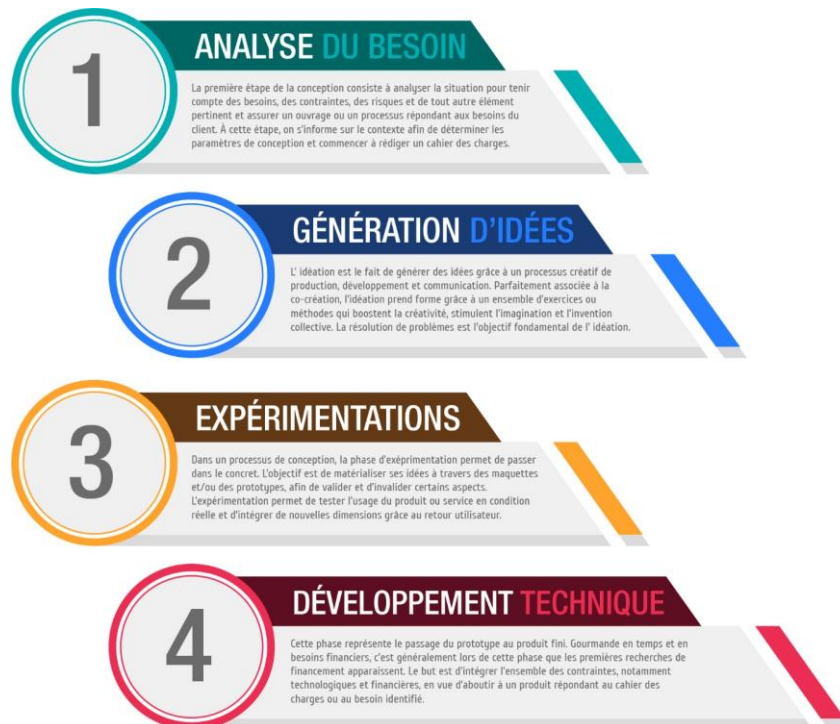 1
ANALYSE DU BESOIN
La première étape de la conception consiste à analyser la situation pour tenir
compte des besoins, des contraintes, des risques et de tout autre élément
pertinent et assurer un ouvrage ou un processus répondant aux besoins du
client. À cette étape, on s'informe sur le contexte afin de déterminer les
paramètres de conception et commencer à rédiger un cahier des charges.
2
GÉNÉRATION D'IDÉES
L' idéation est le fait de générer des idées grâce à un processus créatif de
production, développement et communication. Parfaitement associée à la
co-création, l'idéation prend forme grâce à un ensemble d'exercices ou
méthodes qui boostent la créativité, stimulent l'imagination et l'invention
collective. La résolution de problèmes est l'objectif fondamental de l' idéation.
3
EXPÉRIMENTATIONS
Dans un processus de conception, la phase d'exéprimentation permet de passer
dans le concret. L'objectif est de matérialiser ses idées à travers des maquettes
et/ou des prototypes, afin de valider et d'invalider certains aspects.
L'expérimentation permet de tester l'usage du produit ou service en condition
réelle et d'intégrer de nouvelles dimensions grâce au retour utilisateur.
4
DÉVELOPPEMENT TECHNIQUE
Cette phase représente le passage du prototype au produit fini. Gourmande en temps et en
besoins financiers, c'est généralement lors de cette phase que les premières recherches de
financement apparaissent. Le but est d'intégrer l'ensemble des contraintes, notamment
technologiques et financières, en vue d'aboutir à un produit répondant au cahier des
charges ou au besoin identifié.